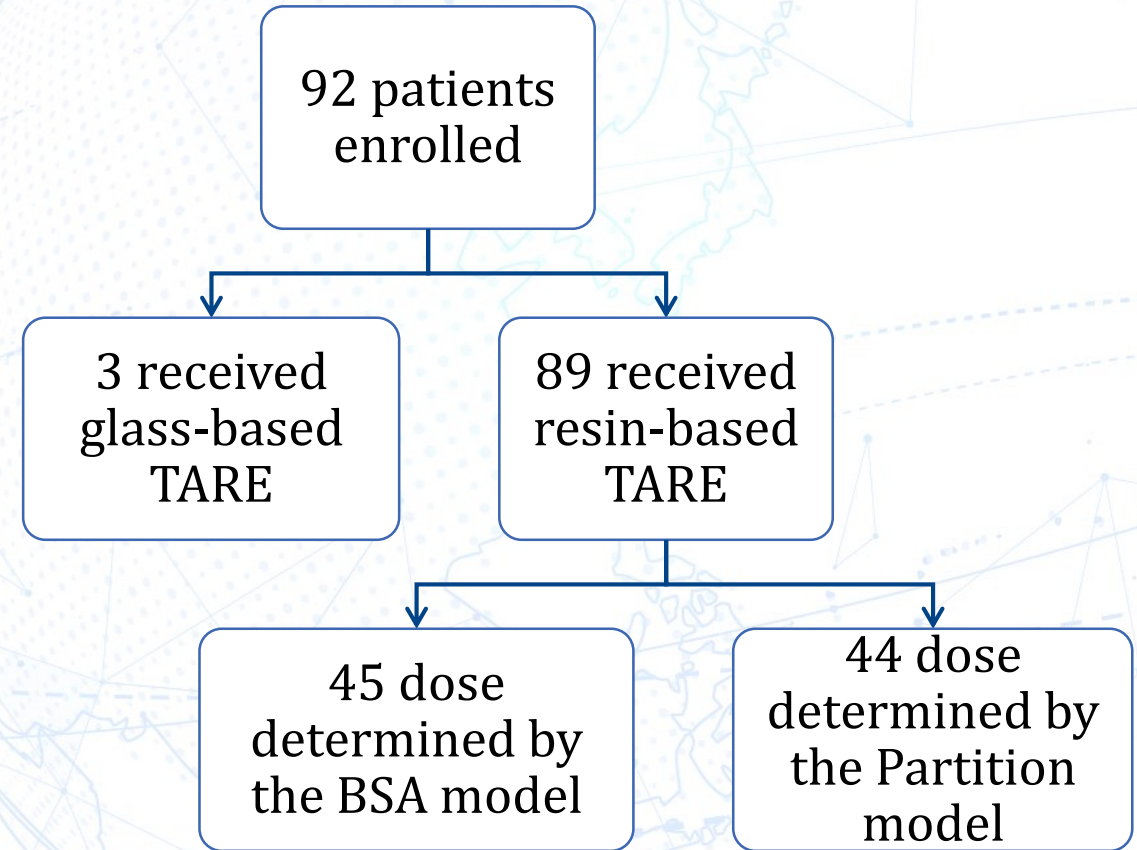 92 patients
enrolled
3 received
glass-based
TARE
89 received
resin-based
TARE
45 dose
determined by
the BSA model
44 dose
determined by
the Partition
model